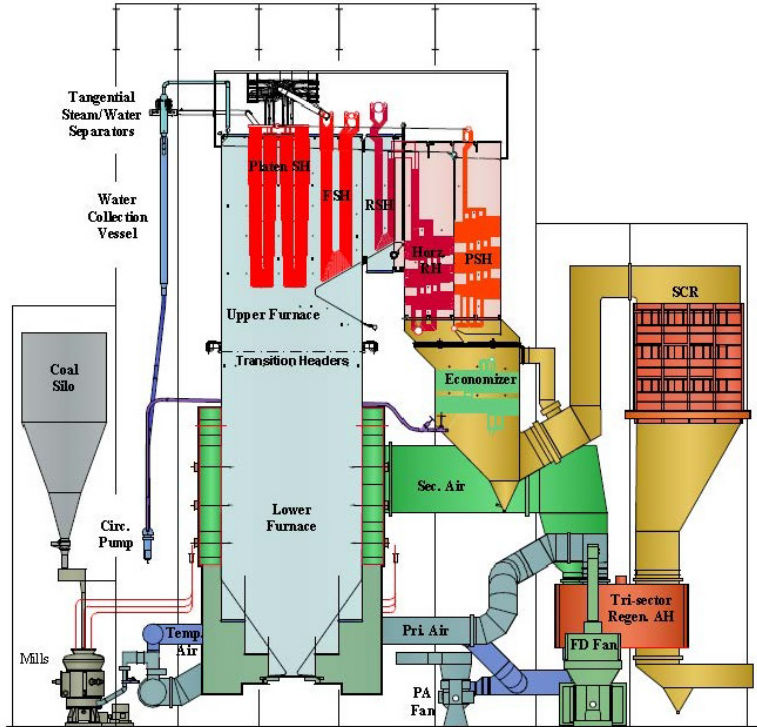 Tangential
Steam/Water
Separators
Platen SH
FSH
RSH
Water
Collection
Vessel
Horz.
RH
PSH
SCR
Upper Furnace
Transition Headers
Coal
Silo
Economizer
Sec. Air
Lower
Furnace
Circ.
Pump
Tri-sector
Regen. AH
Temp.
Air
Pri. Air
FD Fan
Mills
PA
Fan